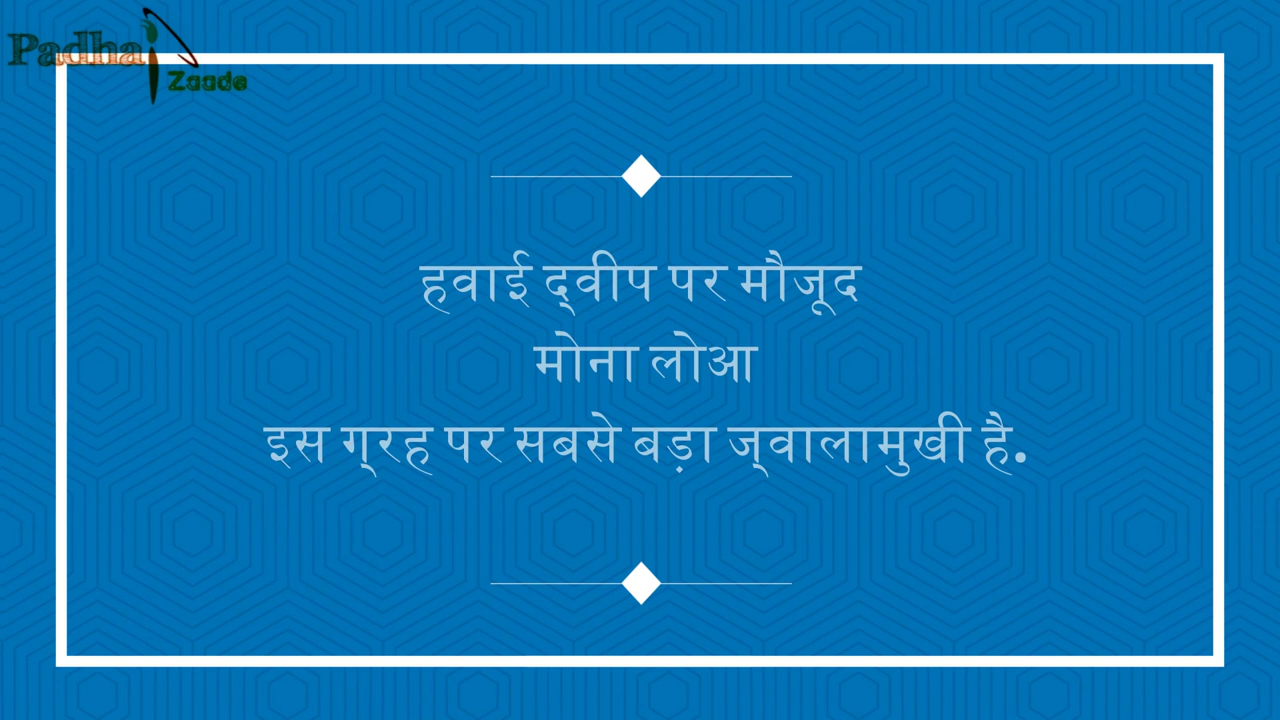 Padhai
Zaade
हवाई द्वीप पर मौजूद
मोना लोआ
इस ग्रह पर सबसे बड़ा ज्वालामुखी है.